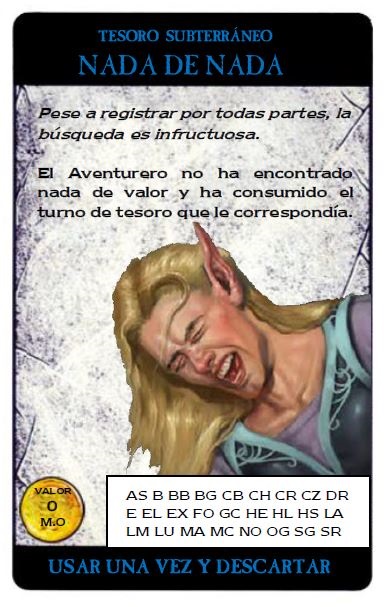 TESORO SUBTERRÁNEO
NADA DE NADA
Pese a registrar por todas partes, la
búsqueda es infructuosa.
El Aventurero no ha encontrado
nada de valor y ha consumido el
turno de tesoro que le correspondía.
VALOR
0
M.O
AS B BB BG CB CH CR CZ DR
E EL EX FO GC HE HL HS LA
LM LU MA MC NO OG SG SR
USAR UNA VEZ Y DESCARTAR